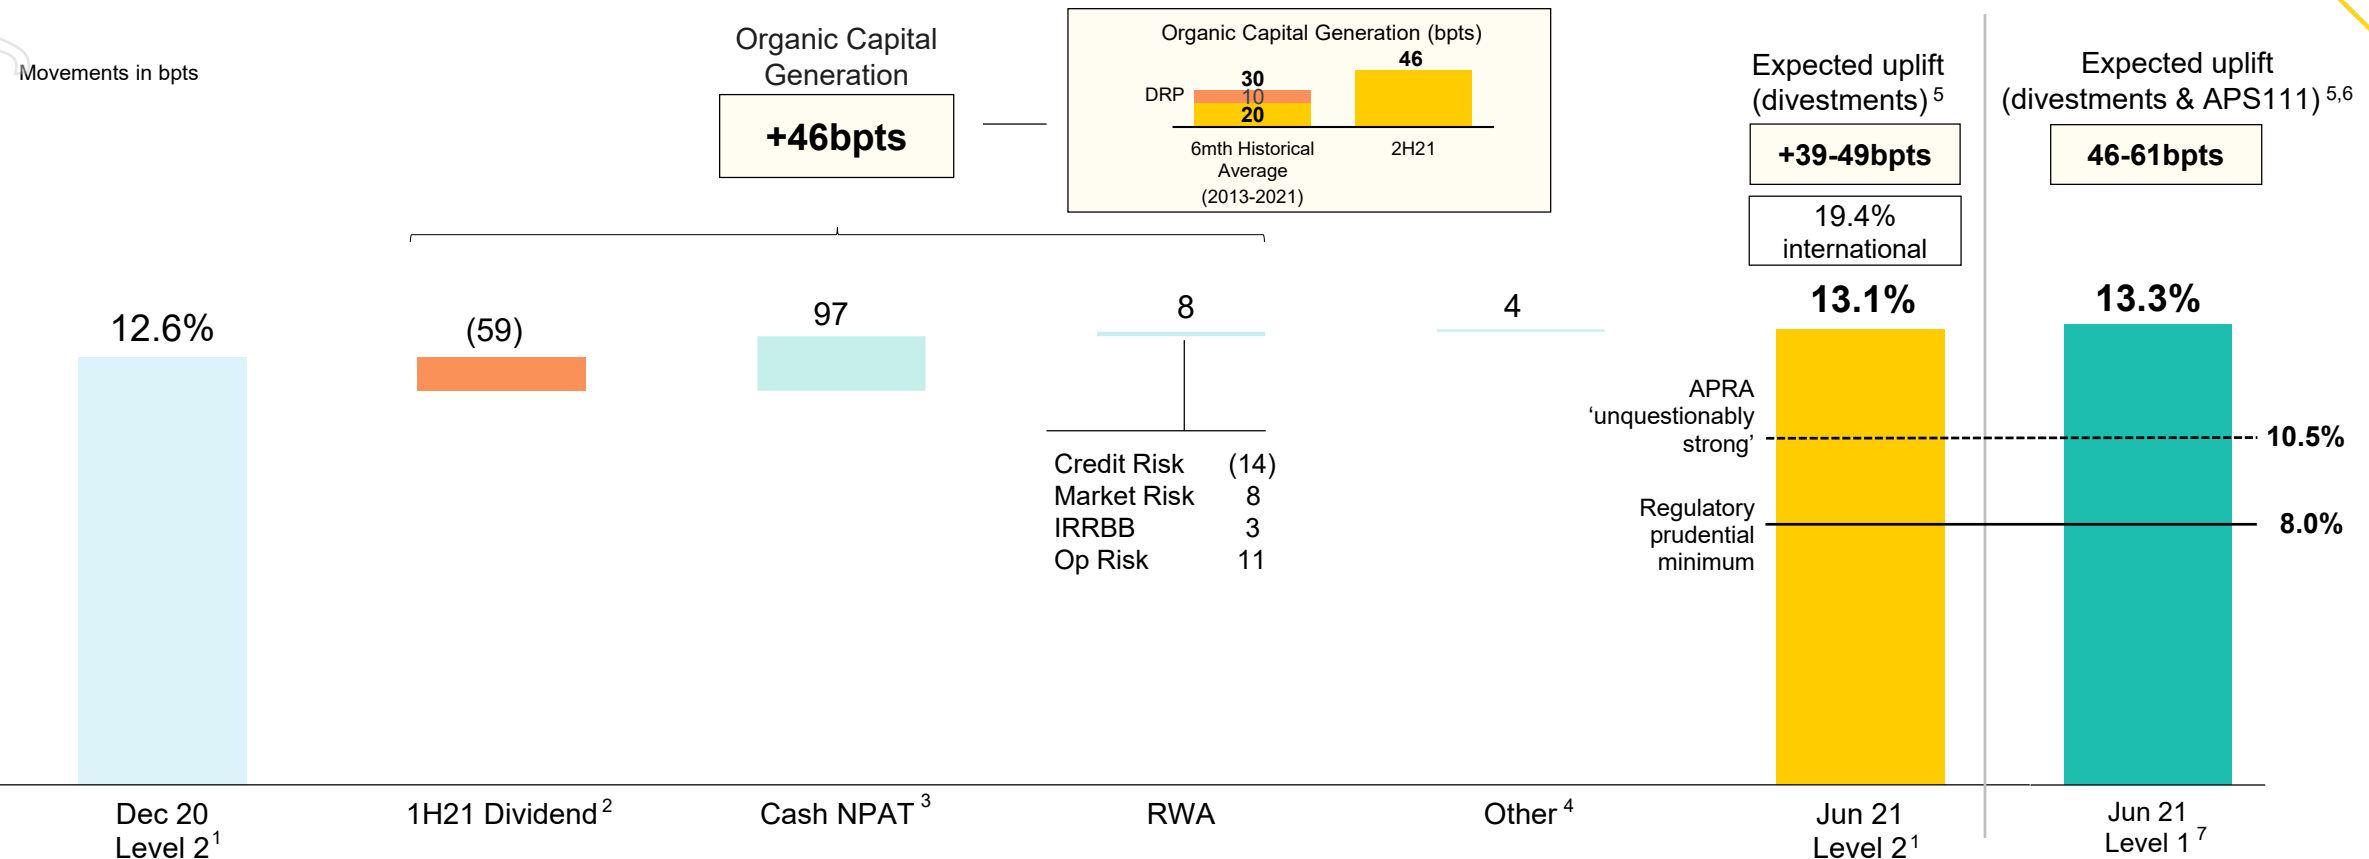 Movements in bpts
Organic Capital
Generation
+46bpts
Organic Capital Generation (bpts)
DRP
30
10
20
46
6mth Historical
Average
(2013-2021)
2H21
Expected uplift
(divestments) 5
+39-49bpts
19.4%
international
Expected uplift
(divestments & APS111) 5,6
46-61bpts
12.6%
(59)
97
8
4
13.1%
13.3%
Credit Risk (14)
Market Risk 8
IRRBB 3
Op Risk 11
APRA
‘unquestionably
strong’
10.5%
Regulatory
prudential
minimum
8.0%
Dec 20
Level 2 1
1H21 Dividend 2
Cash NPAT 3
RWA
Other 4
Jun 21
Level 2 1
Jun 21
Level 1 7